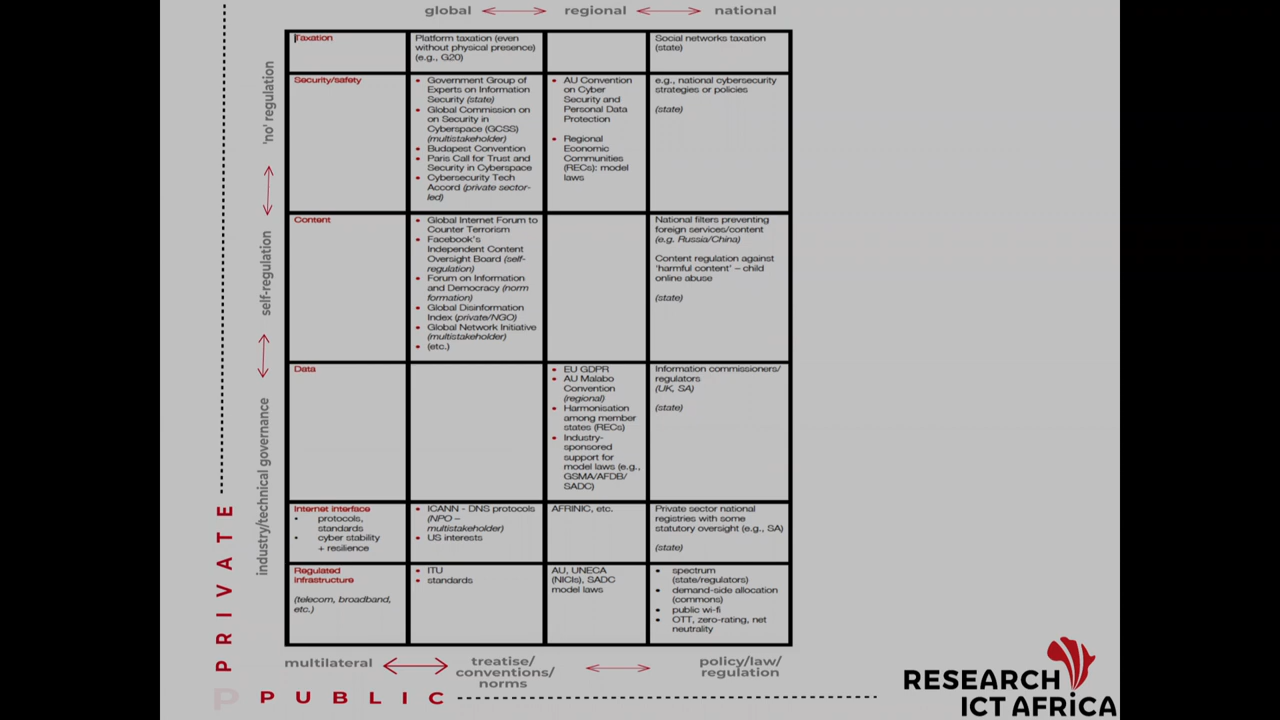 global regional national
Taxation
Platform taxation (even
without physical presence)
(e.g., G20)
Social networks taxation
(state)
Security/safety
• Government Group of
Experts on Information
Security (state)
• Global Commission on
on Security in
Cyberspace (GCSS)
(multistakeholder)
• Budapest Convention
• Paris Call for Trust and
Security in Cyberspace
• Cybersecurity Tech
Accord (private sector-
led)
• AU Convention
on Cyber
Security and
Personal Data
Protection
• Regional
Economic
Communities
(RECs): model
laws
e.g., national cybersecurity
strategies or policies
(state)
Content
• Global Internet Forum to
Counter Terrorism
• Facebook's
Independent Content
Oversight Board (self-
regulation)
• Forum on Information
and Democracy (norm
formation)
• Global Disinformation
Index (private/NGO)
• Global Network Initiative
(multistakeholder)
• (etc.)
National filters preventing
foreign services/content
(e.g. Russia/China)
Content regulation against
'harmful content' – child
online abuse
(state)
Data
• EU GDPR
• AU Malabo
Convention
(regional)
• Harmonisation
among member
states (RECs)
• Industry-
sponsored
support for
model laws (e.g.,
GSMA/AFDB/
SADC)
Information commissioners/
regulators
(UK, SA)
(state)
Internet interface
• protocols,
standards
• cyber stability
+ resilience
• ICANN - DNS protocols
(NPO –
multistakeholder)
• US interests
AFRINIC, etc.
Private sector national
registries with some
statutory oversight (e.g., SA)
(state)
Regulated
infrastructure
(telecom, broadband,
etc.)
• ITU
• standards
AU, UNECA
(NICIs), SADC
model laws
• spectrum
(state/regulators)
• demand-side allocation
(commons)
• public wi-fi
• OTT, zero-rating, net
neutrality
'no' regulation
self-regulation
industry/technical governance
PRIVATE
multilateral
treatise/
conventions/
norms
policy/law/
regulation
P PUBLIC
RESEARCH
ICT AFRICA